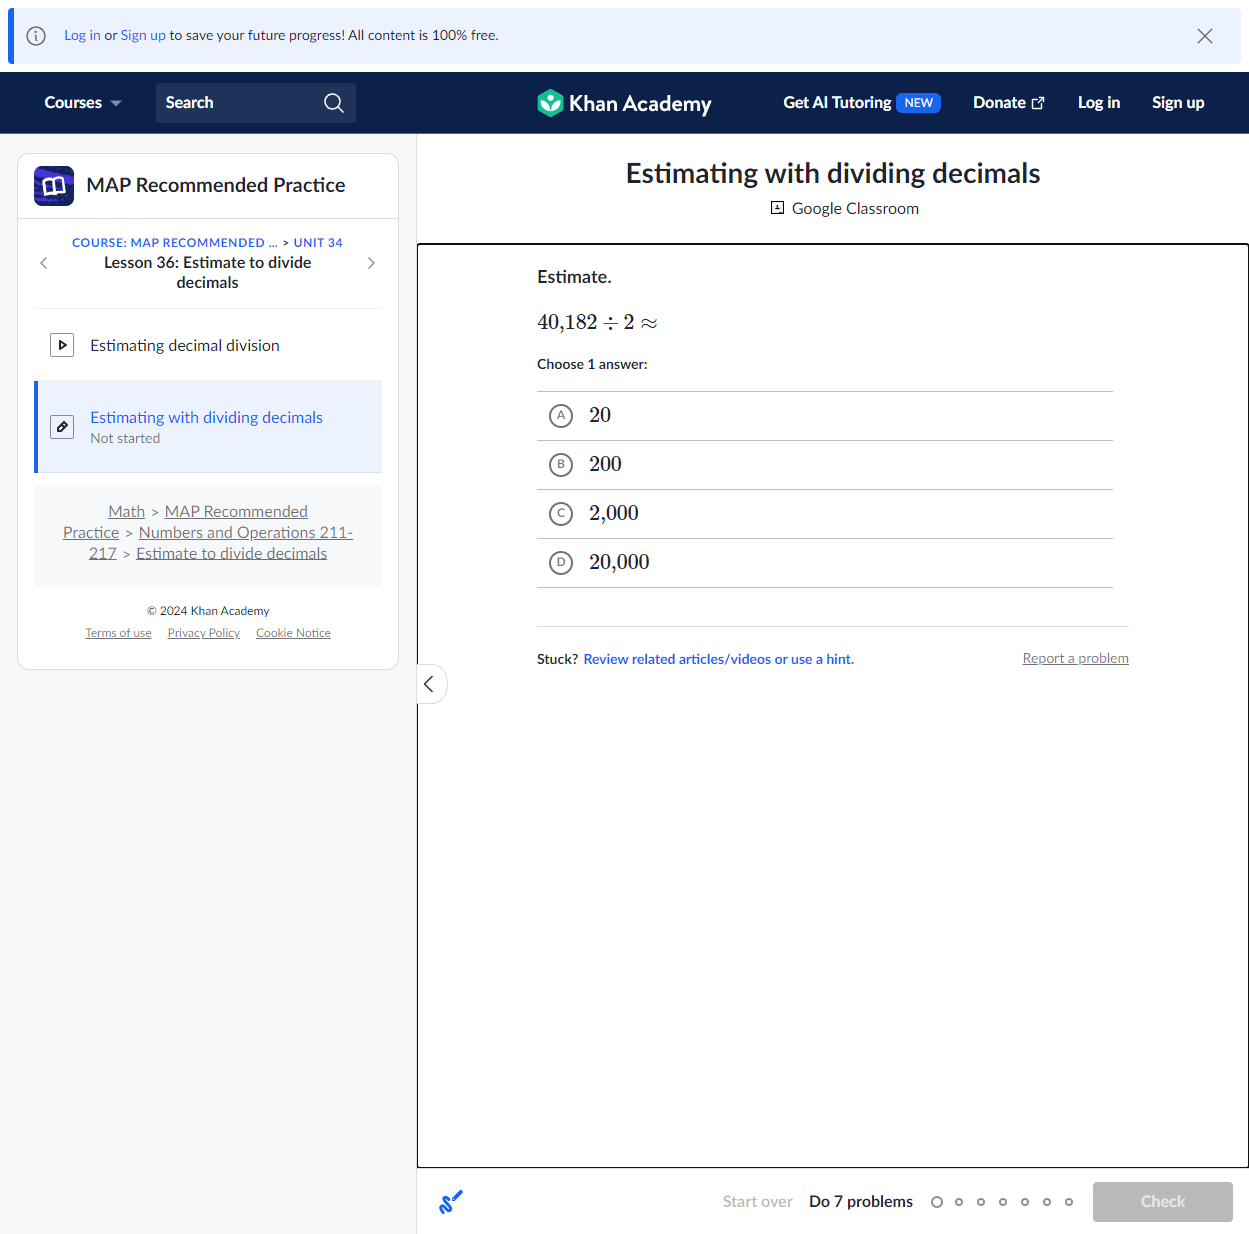 Log in or Sign up to save your future progress! All content is 100% free.
Courses
Search
Khan Academy
Get AI Tutoring NEW
Donate
Log in
Sign up
MAP Recommended Practice
COURSE: MAP RECOMMENDED ... > UNIT 34
Lesson 36: Estimate to divide
decimals
Estimating decimal division
Estimating with dividing decimals
Not started
Math > MAP Recommended
Practice > Numbers and Operations 211-
217 > Estimate to divide decimals
© 2024 Khan Academy
Terms of use Privacy Policy Cookie Notice
Estimating with dividing decimals
Google Classroom
Estimate.
40,182 ÷ 2 ≈
Choose 1 answer:
A 20
B 200
C 2,000
D 20,000
Stuck? Review related articles/videos or use a hint.
Report a problem
Start over
Do 7 problems
Check